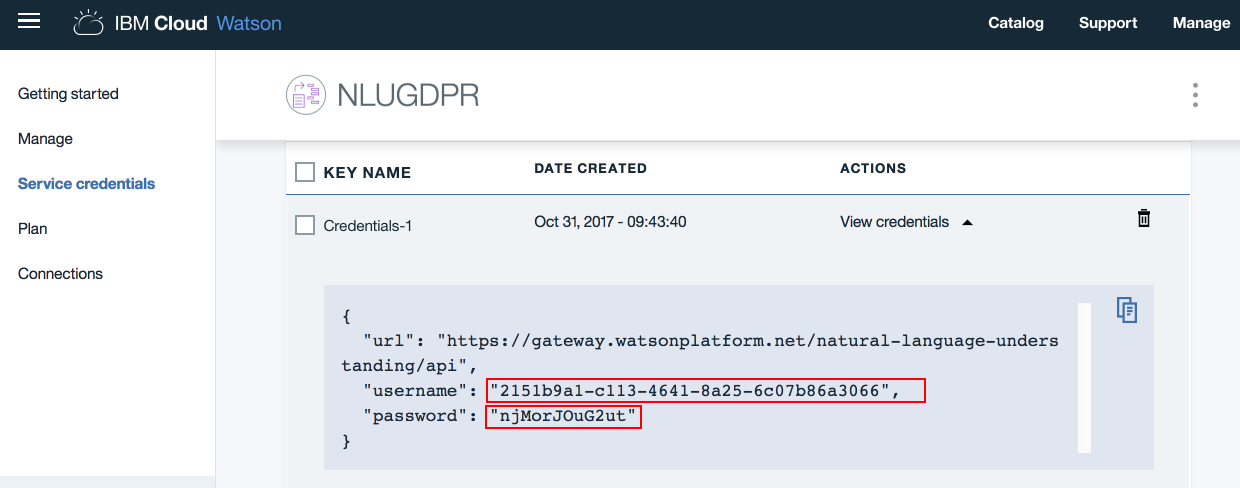 IBM Cloud Watson
Catalog Support Manage
Getting started
Manage
Service credentials
Plan
Connections
NLUGDPR
KEY NAME DATE CREATED ACTIONS
Credentials-1 Oct 31, 2017 - 09:43:40 View credentials
{
"url": "https://gateway.watsonplatform.net/natural-language-unders
tanding/api",
"username": "2151b9a1-c113-4641-8a25-6c07b86a3066",
"password": "njMorJOuG2ut"
}